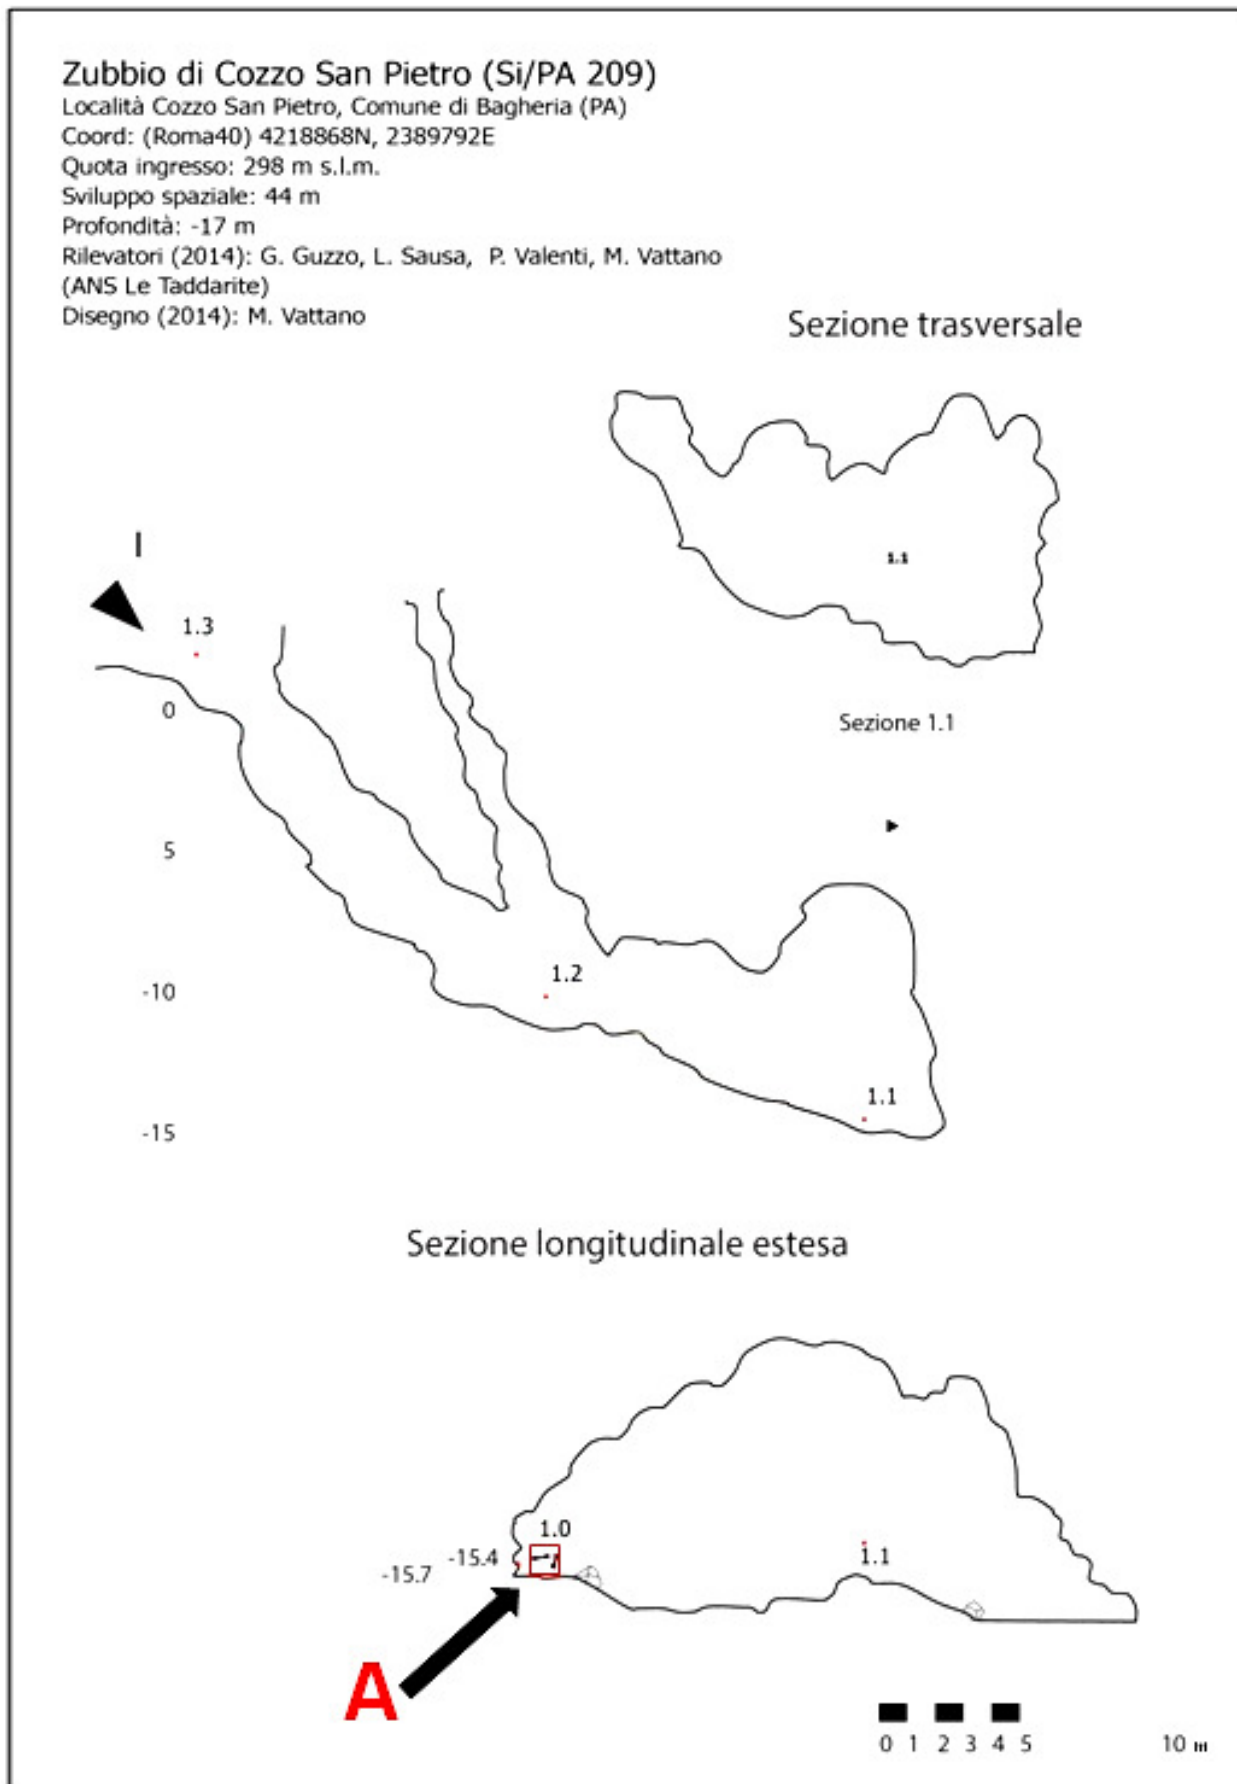 Zubbio di Cozzo San Pietro (Si/PA 209)
Località Cozzo San Pietro, Comune di Bagheria (PA)
Coord: (Roma40) 4218868N, 2389792E
Quota ingresso: 298 m s.l.m.
Sviluppo spaziale: 44 m
Profondità: -17 m
Rilevatori (2014): G. Guzzo, L. Sausa, P. Valenti, M. Vattano
(ANS Le Taddarite)
Disegno (2014): M. Vattano
Sezione trasversale
1.1
Sezione 1.1
I
1.3
0
5
1.2
-10
1.1
-15
Sezione longitudinale estesa
1.0
-15.4
1.1
-15.7
A
0 1 2 3 4 5 10 m